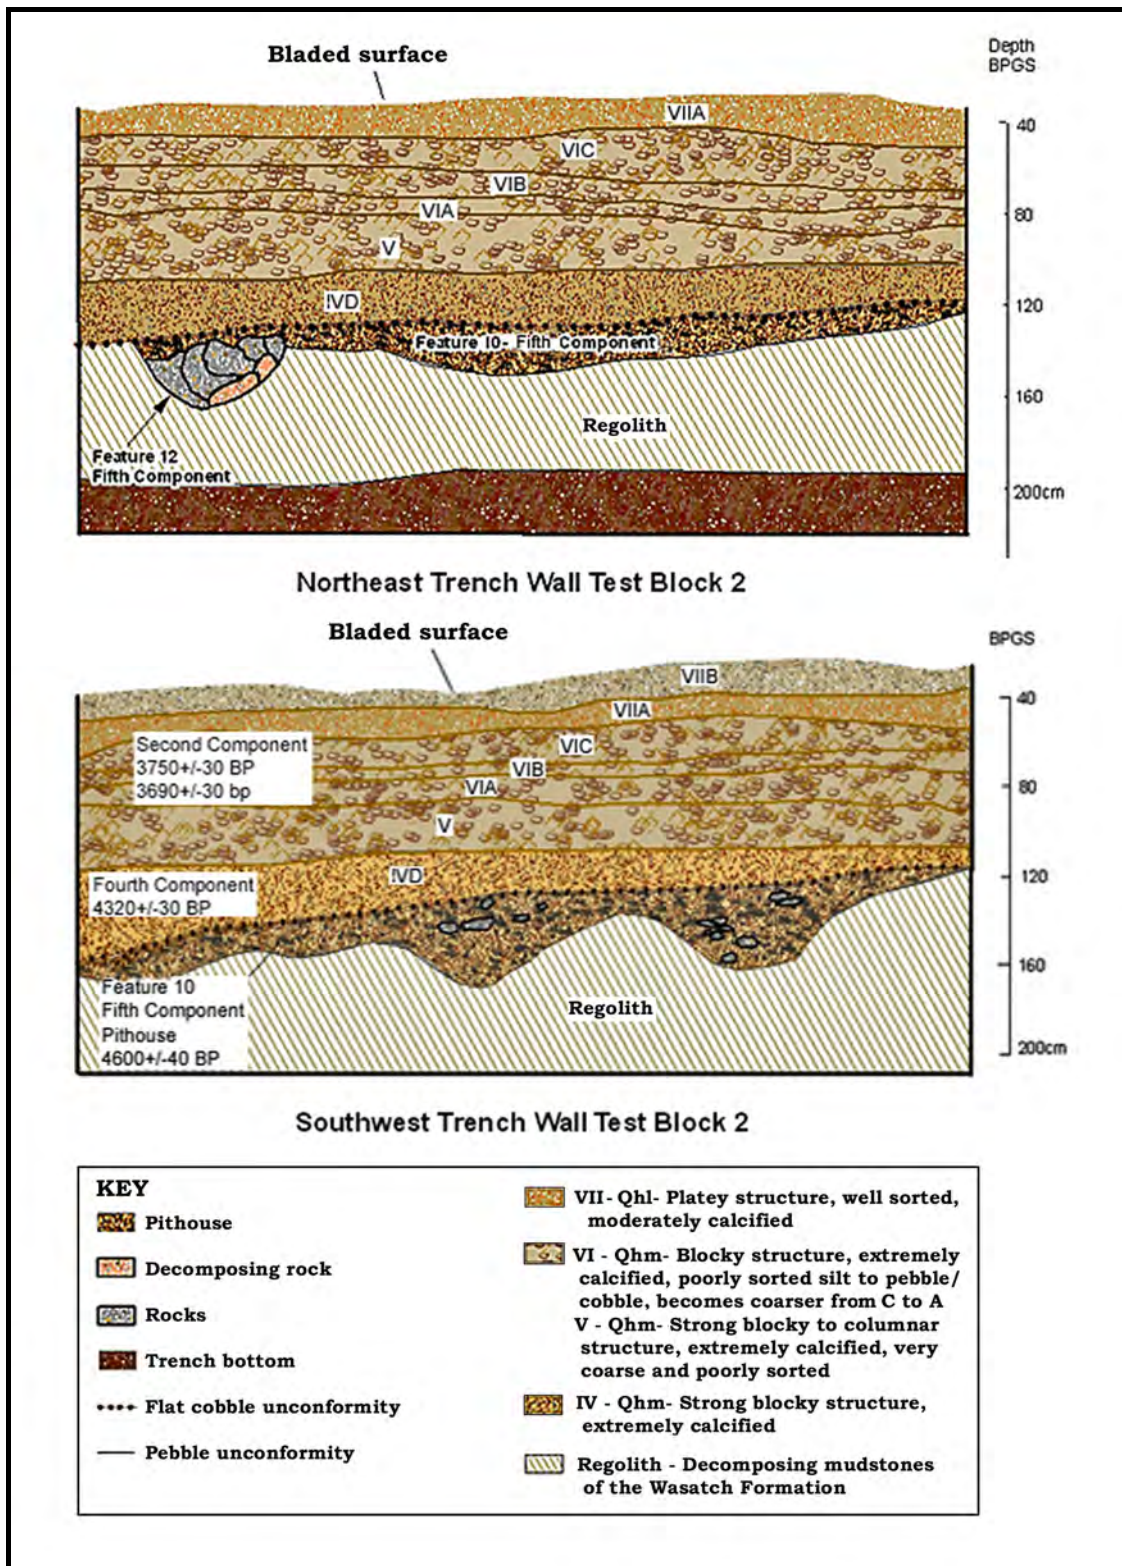 Bladed surface
Depth
BPGS
VIIA
40
VIC
VIB
VIA
80
V
IVD
120
Feature 10- Fifth Component
160
Regolith
Feature 12
Fifth Component
200cm
Northeast Trench Wall Test Block 2
Bladed surface
BPGS
VIIB
40
VIIA
Second Component
3750+/-30 BP
3690+/-30 bp
VIC
VIB
VIA
80
V
IVD
Fourth Component
4320+/-30 BP
120
160
Feature 10
Fifth Component
Pithouse
4600+/-40 BP
Regolith
200cm
Southwest Trench Wall Test Block 2
KEY
Pithouse
Decomposing rock
Rocks
Trench bottom
Flat cobble unconformity
Pebble unconformity
VII - Qhl- Platey structure, well sorted,
moderately calcified
VI - Qhm- Blocky structure, extremely
calcified, poorly sorted silt to pebble/
cobble, becomes coarser from C to A
V - Qhm- Strong blocky to columnar
structure, extremely calcified, very
coarse and poorly sorted
IV - Qhm- Strong blocky structure,
extremely calcified
Regolith - Decomposing mudstones
of the Wasatch Formation